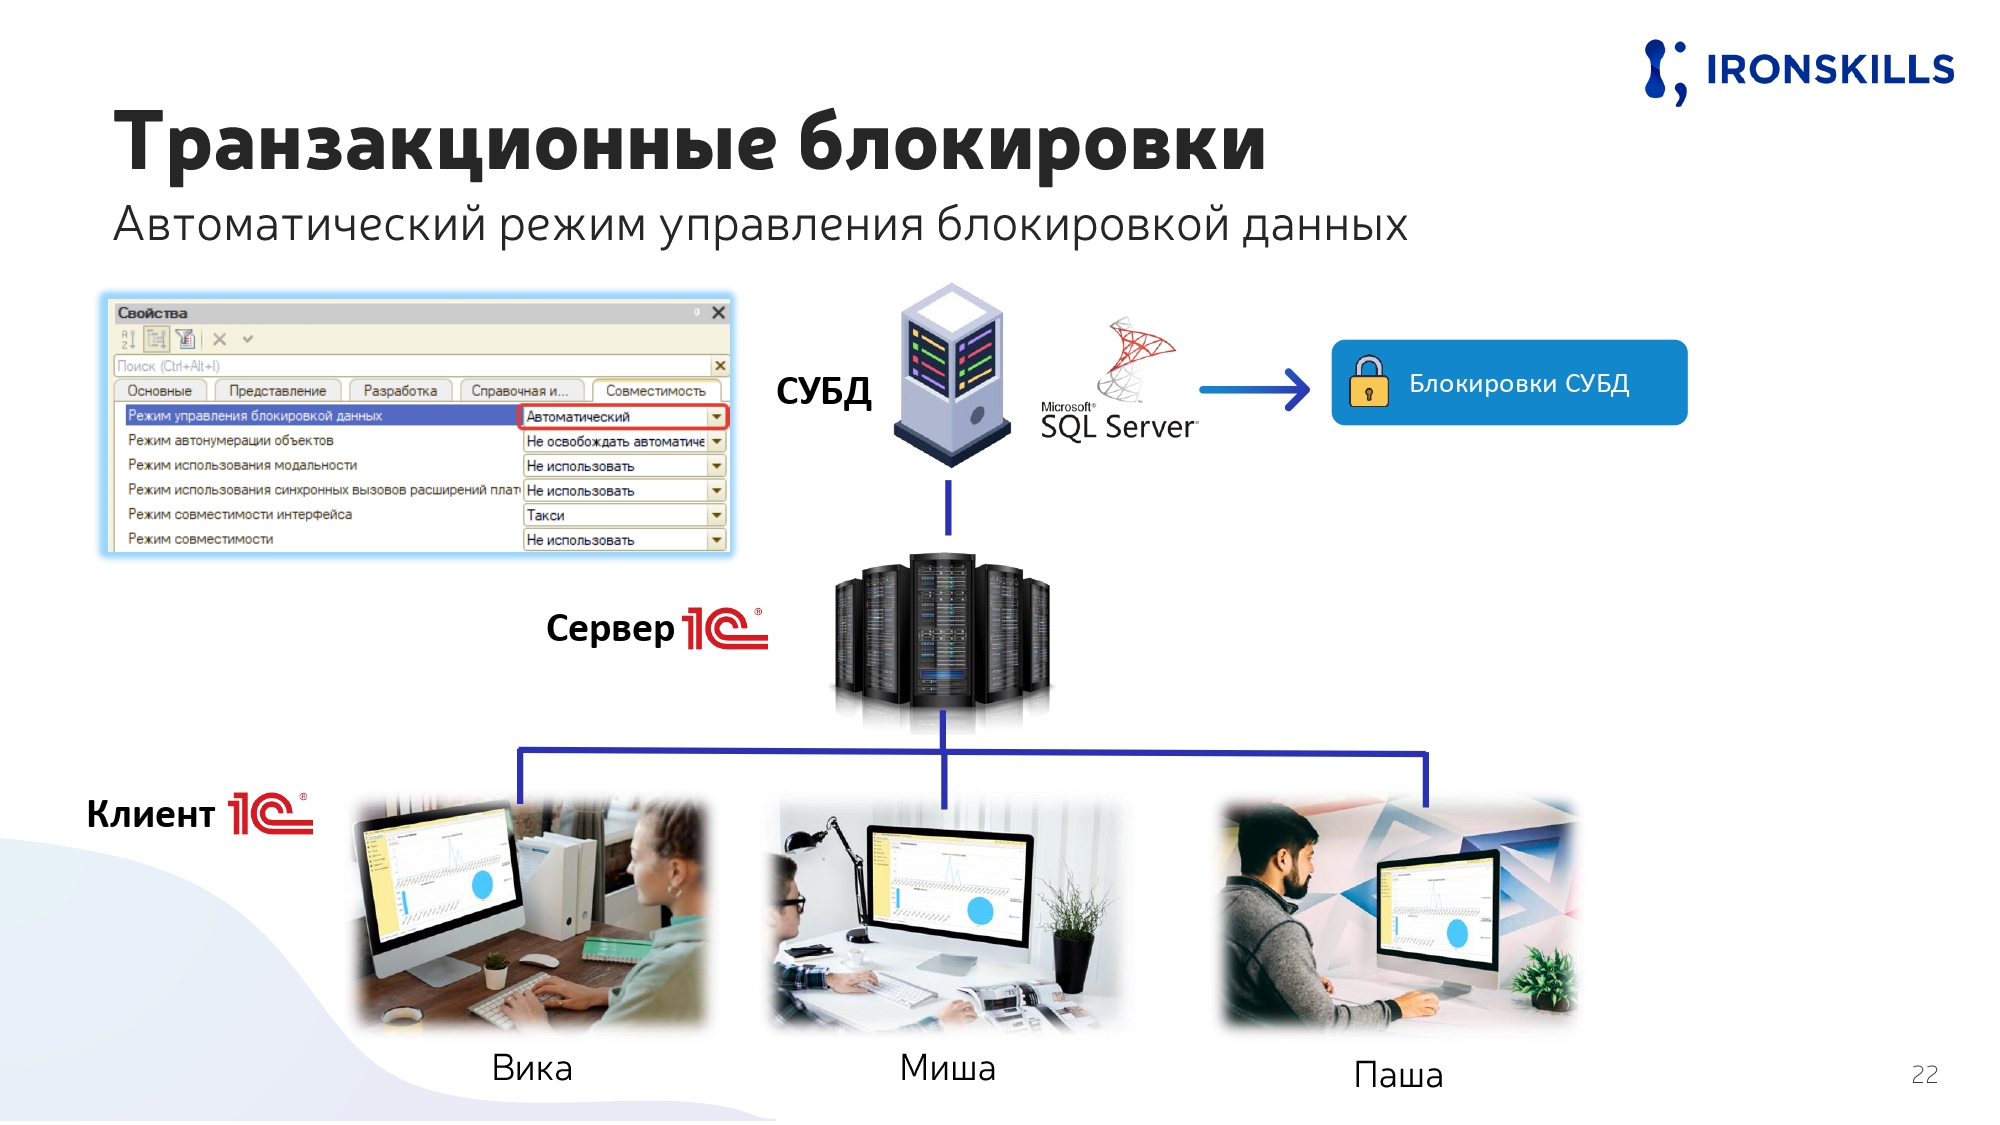 IRONSKILLS
Транзакционные блокировки
Автоматический режим управления блокировкой данных
Свойства
Поиск (Ctrl+Alt+I)
Основные Представление Разработка Справочная и... Совместимость
Режим управления блокировкой данных Автоматический
Режим автонумерации объектов Не освобождать автоматиче
Режим использования модальности Не использовать
Режим использования синхронных вызовов расширений плат Не использовать
Режим совместимости интерфейса Такси
Режим совместимости Не использовать
СУБД
Microsoft®
SQL Server
Блокировки СУБД
Сервер 1С®
Клиент 1С®
Вика
Миша
Паша
22